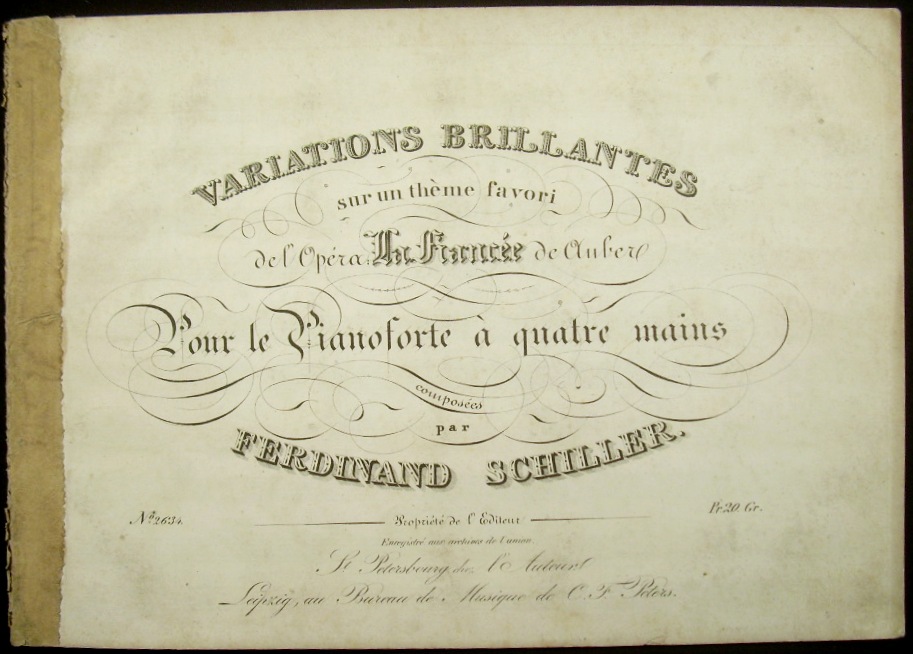 VARIATIONS BRILLANTES
sur un thème favori
de l'Opéra: La Fiancée de Auber
Pour le Pianoforte à quatre mains
composées
par
FERDINAND SCHILLER.
No. 2634.
Propriété de l'Editeur
Pr. 20. Gr.
Enregistré aux archives de l'union.
St Petersbourg chez l'Auteur
Leipzig, au Bureau de Musique de C. F. Peters.